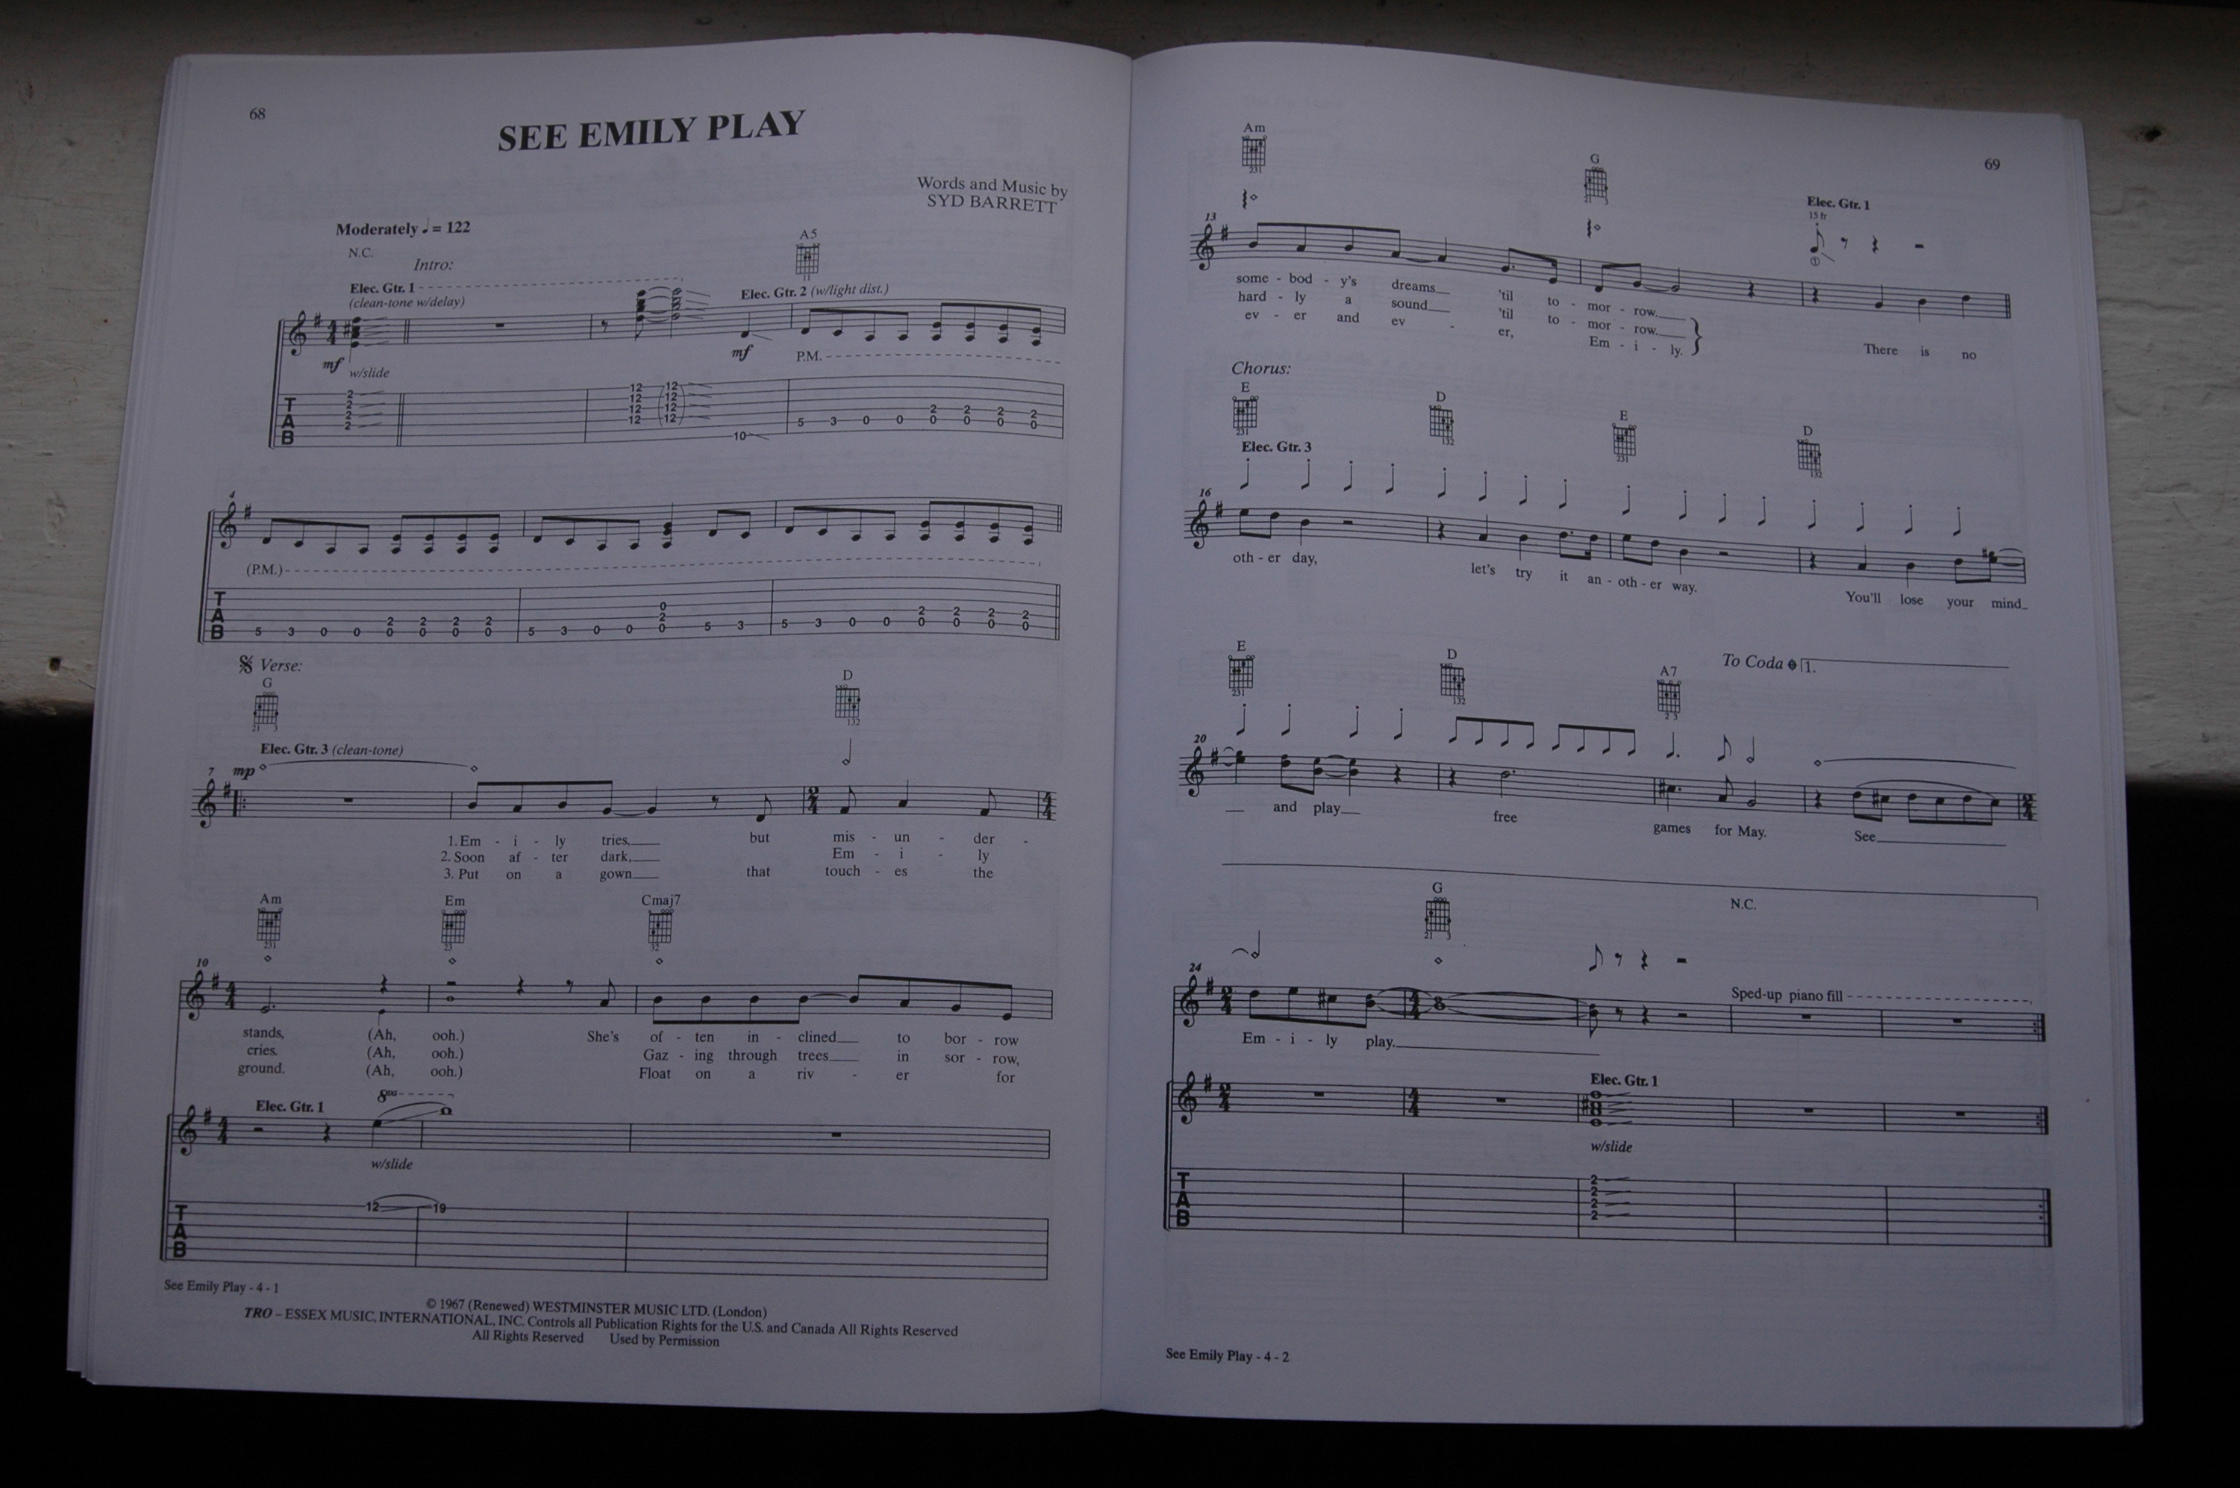 68
SEE EMILY PLAY
Words and Music by
SYD BARRETT
Moderately ♩ = 122
N.C.
Intro:
A5
Elec. Gtr. 1
(clean-tone w/delay)
Elec. Gtr. 2 (w/light dist.)
mf
w/slide
mf
P.M.
T A B
2 2 2 2 12 12 12 12 (12 12 12 12) 10 5 3 0 0 2 0 2 0 2 0 2 0
4
(P.M.)
T A B
5 3 0 0 2 0 2 0 2 0 2 0 5 3 0 0 0 2 0 5 3 5 3 0 0 2 0 2 0 2 0 2 0
Verse:
G D
Elec. Gtr. 3 (clean-tone)
7 mp
1. Em - i - ly tries, but mis - un - der -
2. Soon af - ter dark, Em - i - ly
3. Put on a gown that touch - es the
Am Em Cmaj7
10
stands, (Ah, ooh.) She's of - ten in - clined to bor - row
cries. (Ah, ooh.) Gaz - ing through trees in sor - row,
ground. (Ah, ooh.) Float on a riv - er for
Elec. Gtr. 1
8va
w/slide
T A B
12 19
See Emily Play - 4 - 1
© 1967 (Renewed) WESTMINSTER MUSIC LTD. (London)
TRO – ESSEX MUSIC, INTERNATIONAL, INC. Controls all Publication Rights for the U.S. and Canada All Rights Reserved
All Rights Reserved Used by Permission
69
Am G
Elec. Gtr. 1
15 fr
13
some - bod - y's dreams 'til to - mor - row.
hard - ly a sound 'til to - mor - row.
ev - er and ev - er, Em - i - ly.
There is no
Chorus:
E D E D
Elec. Gtr. 3
16
oth - er day, let's try it an - oth - er way. You'll lose your mind
E D A7
To Coda 1.
20
and play free games for May. See
G N.C.
24
Sped-up piano fill
Em - i - ly play.
Elec. Gtr. 1
w/slide
T A B
2 2 2 2
See Emily Play - 4 - 2